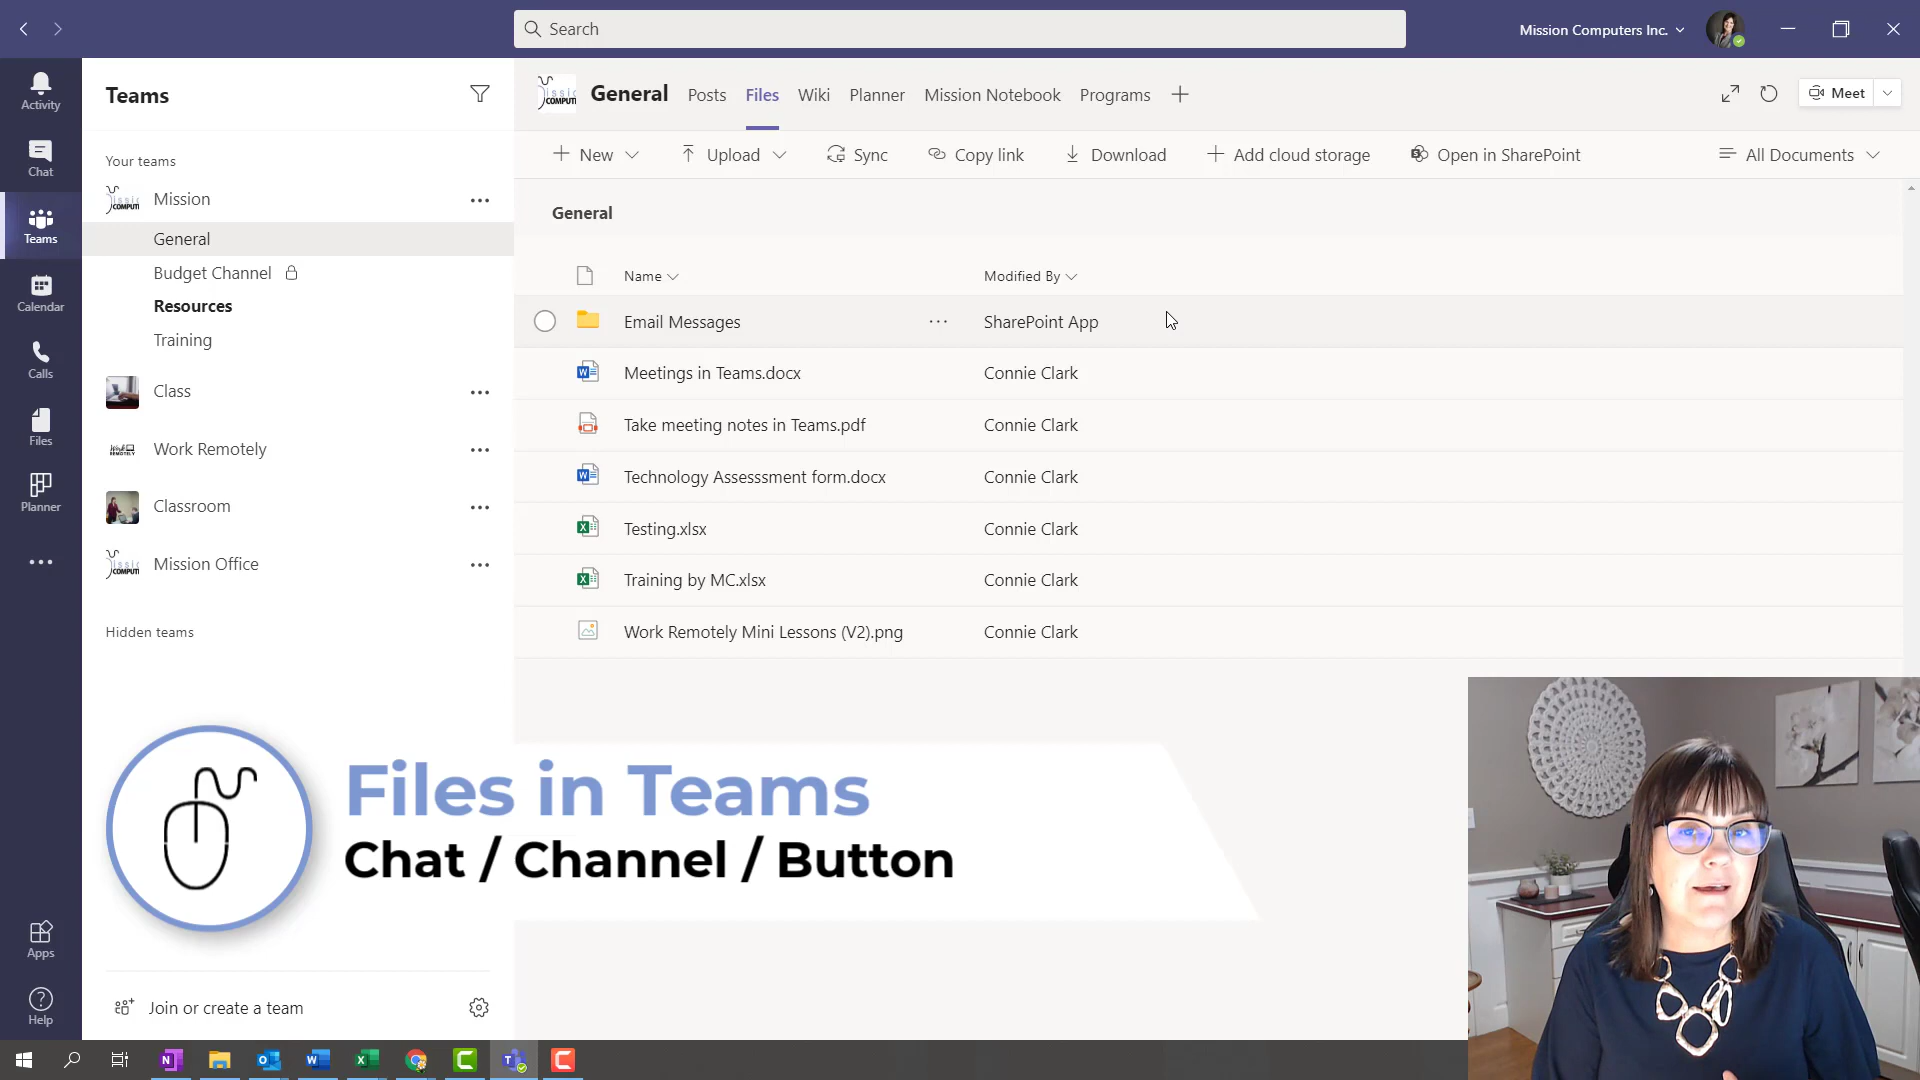 Search
Mission Computers Inc.
Activity
Chat
Teams
Calendar
Calls
Files
Planner
Apps
Help
Teams
Your teams
Mission
General
Budget Channel
Resources
Training
Class
Work Remotely
Classroom
Mission Office
Hidden teams
Join or create a team
General Posts Files Wiki Planner Mission Notebook Programs
Meet
New Upload Sync Copy link Download Add cloud storage Open in SharePoint All Documents
General
Name Modified By
Email Messages SharePoint App
Meetings in Teams.docx Connie Clark
Take meeting notes in Teams.pdf Connie Clark
Technology Assesssment form.docx Connie Clark
Testing.xlsx Connie Clark
Training by MC.xlsx Connie Clark
Work Remotely Mini Lessons (V2).png Connie Clark
Files in Teams
Chat / Channel / Button